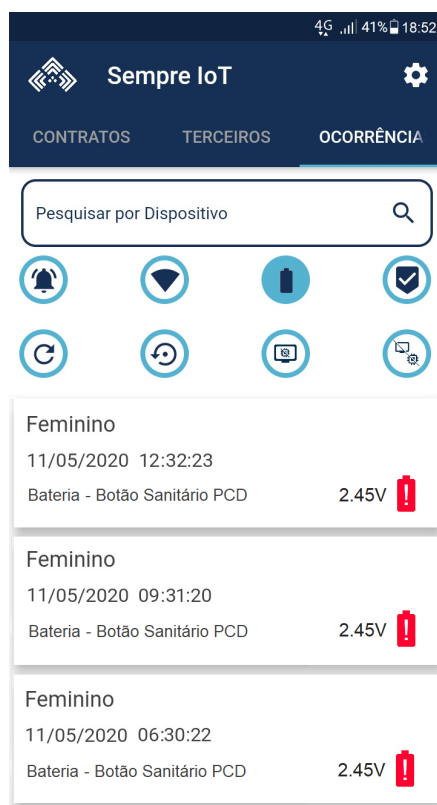 4G 41% 18:52
Sempre IoT
CONTRATOS TERCEIROS OCORRÊNCIA
Pesquisar por Dispositivo
Feminino
11/05/2020 12:32:23
Bateria - Botão Sanitário PCD 2.45V
Feminino
11/05/2020 09:31:20
Bateria - Botão Sanitário PCD 2.45V
Feminino
11/05/2020 06:30:22
Bateria - Botão Sanitário PCD 2.45V